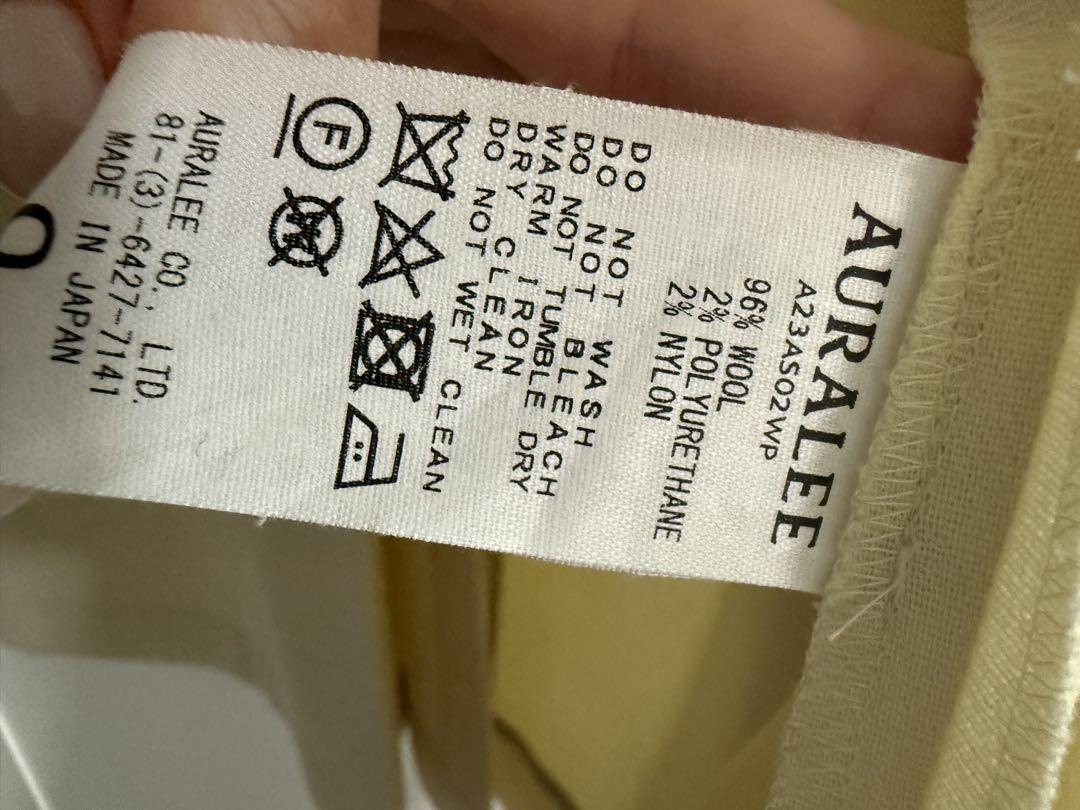 AURALEE
A23AS02WP
96% WOOL
2% POLYURETHANE
2% NYLON
DO NOT WASH
DO NOT BLEACH
DO NOT TUMBLE DRY
WARM IRON
DRY CLEAN
DO NOT WET CLEAN
F W
AURALEE CO., LTD.
81-(3)-6427-7141
MADE IN JAPAN